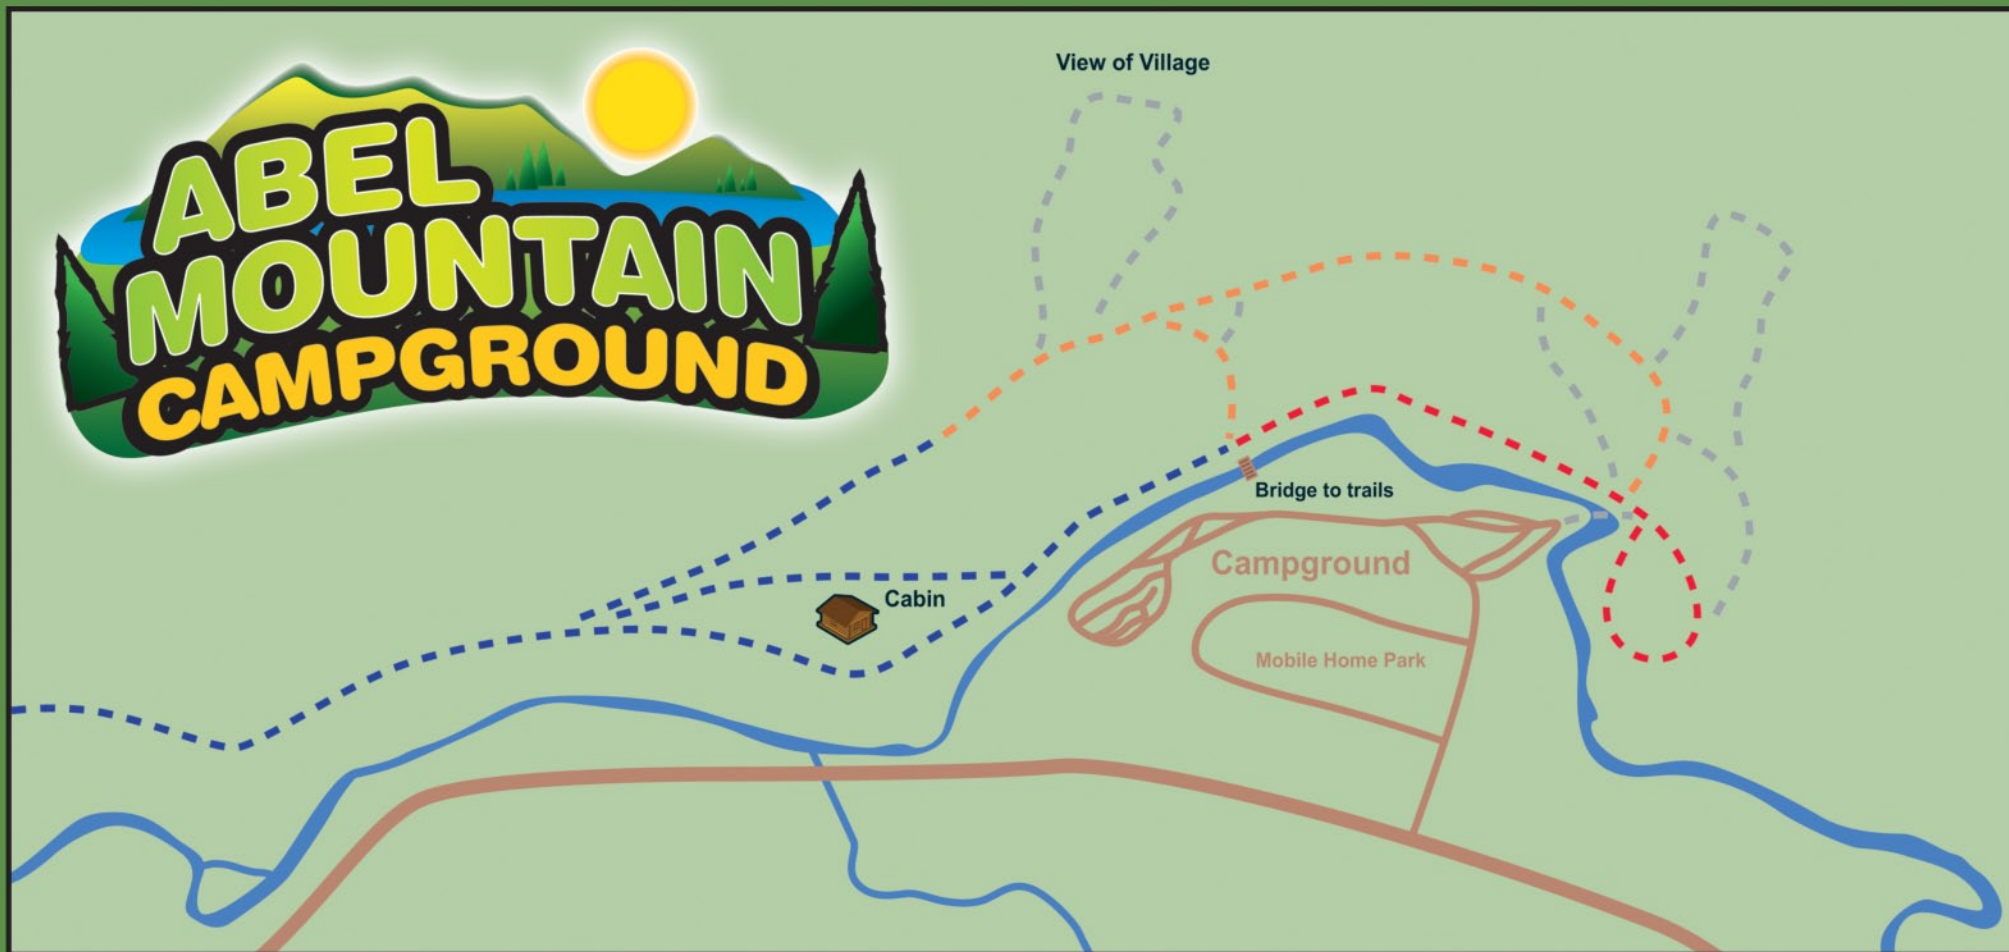 ABEL
MOUNTAIN
CAMPGROUND
View of Village
Bridge to trails
Campground
Cabin
Mobile Home Park